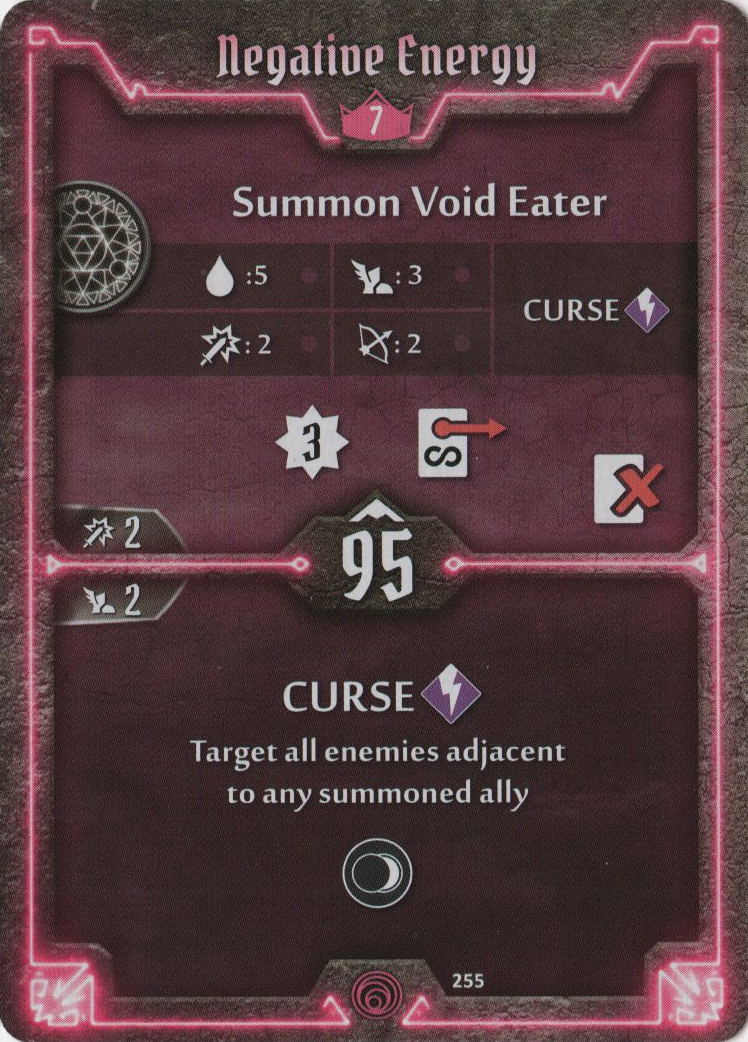 Negative Energy
7
Summon Void Eater
:5 :3
CURSE
:2 :2
3
2
95
2
CURSE
Target all enemies adjacent
to any summoned ally
255